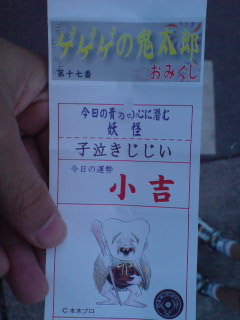 ゲゲゲの鬼太郎
おみくじ
第十七番
今日の貴方の心に潜む
妖怪
子泣きじじい
今日の運勢
小吉
C水木プロ